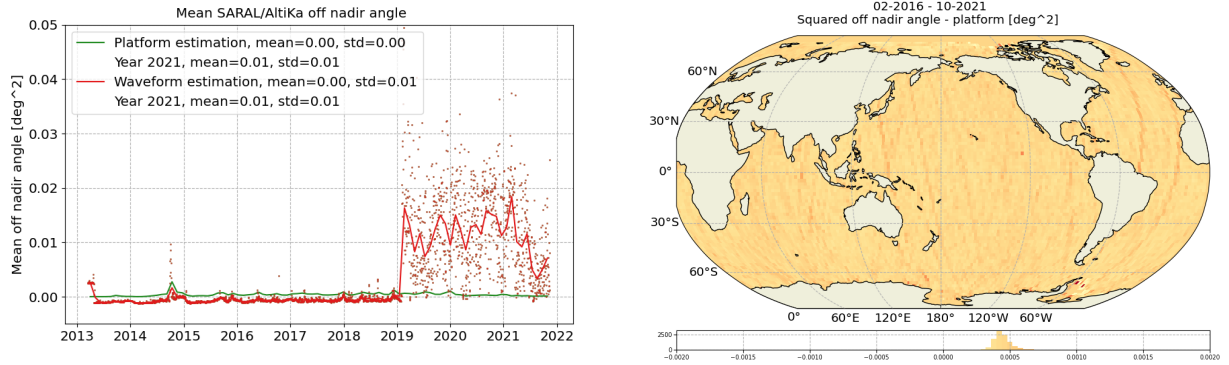 Mean SARAL/AltiKa off nadir angle
Mean off nadir angle [deg^2]
0.05
0.04
0.03
0.02
0.01
0.00
Platform estimation, mean=0.00, std=0.00
Year 2021, mean=0.01, std=0.01
Waveform estimation, mean=0.00, std=0.01
Year 2021, mean=0.01, std=0.01
2013 2014 2015 2016 2017 2018 2019 2020 2021 2022
02-2016 - 10-2021
Squared off nadir angle - platform [deg^2]
60°N
30°N
0°
30°S
60°S
0° 60°E 120°E 180° 120°W 60°W
2500
0
−0.0020 −0.0015 −0.0010 −0.0005 0.0000 0.0005 0.0010 0.0015 0.0020